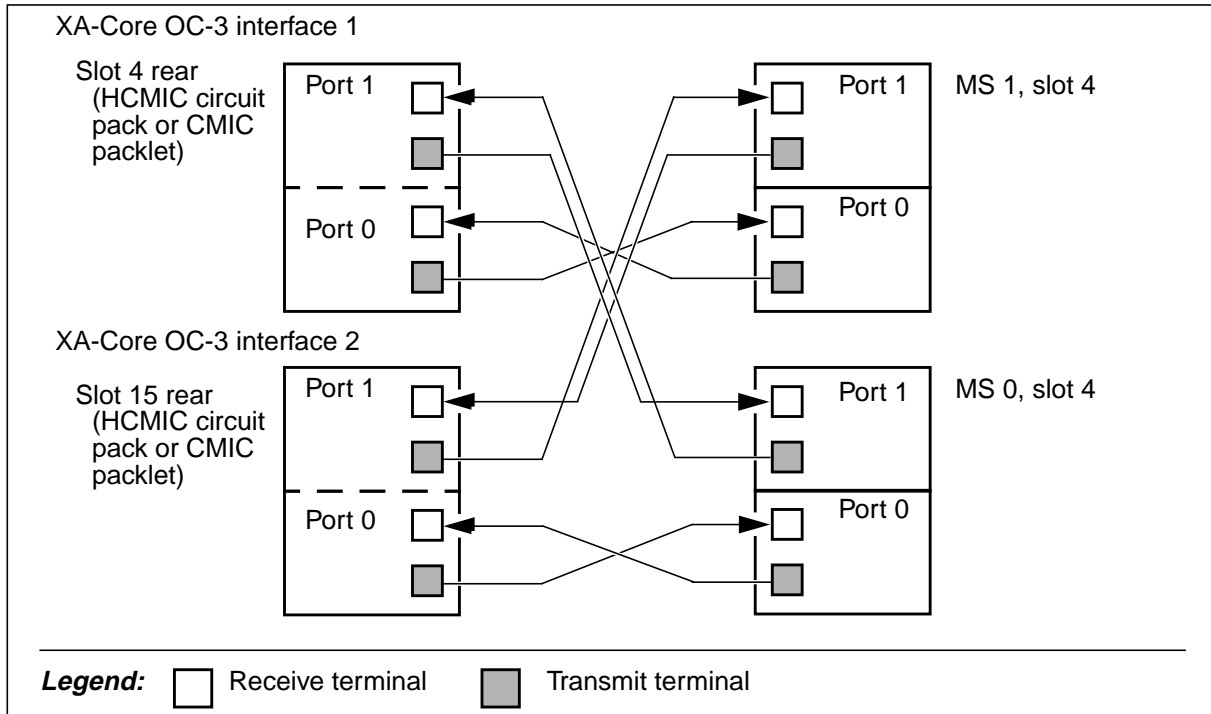 XA-Core OC-3 interface 1
Slot 4 rear
(HCMIC circuit
pack or CMIC
packlet)
Port 1
Port 0
Port 1
MS 1, slot 4
Port 0
XA-Core OC-3 interface 2
Slot 15 rear
(HCMIC circuit
pack or CMIC
packlet)
Port 1
Port 0
Port 1
MS 0, slot 4
Port 0
Legend: Receive terminal Transmit terminal